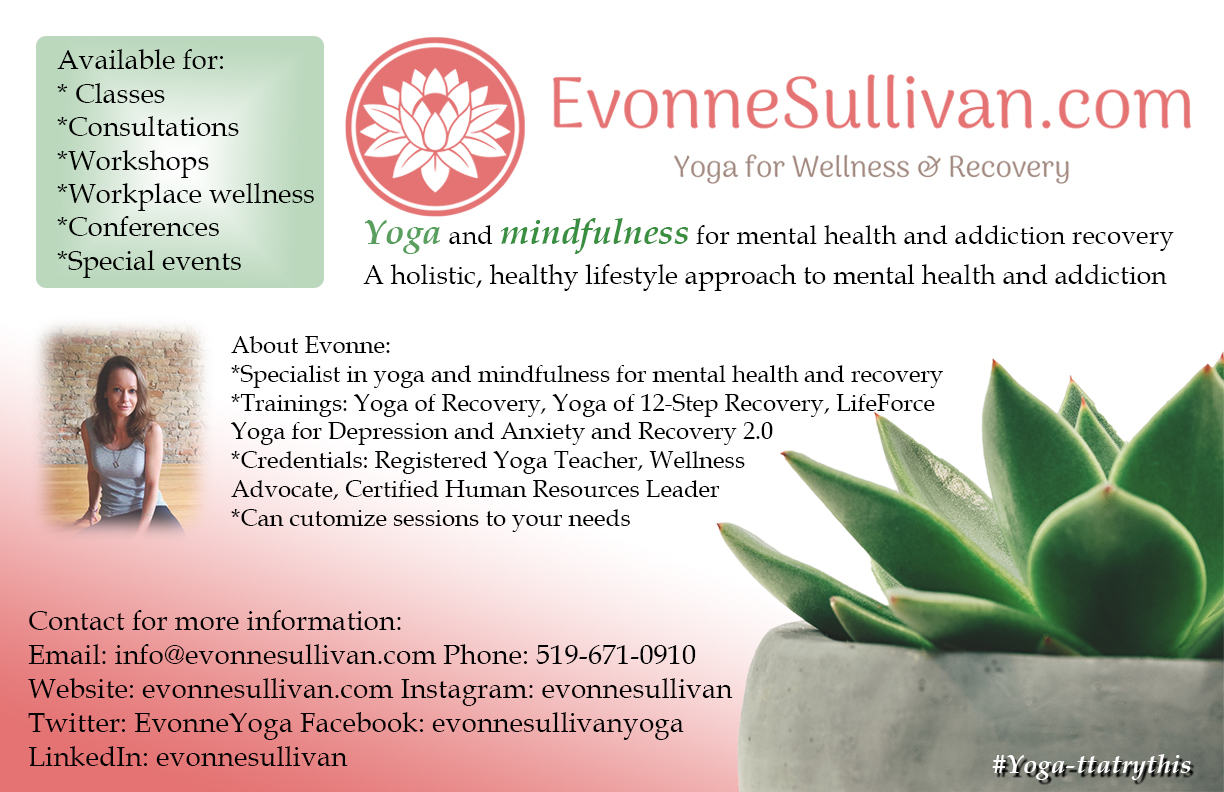 Available for:
* Classes
*Consultations
*Workshops
*Workplace wellness
*Conferences
*Special events
EvonneSullivan.com
Yoga for Wellness & Recovery
Yoga and mindfulness for mental health and addiction recovery
A holistic, healthy lifestyle approach to mental health and addiction
About Evonne:
*Specialist in yoga and mindfulness for mental health and recovery
*Trainings: Yoga of Recovery, Yoga of 12-Step Recovery, LifeForce
Yoga for Depression and Anxiety and Recovery 2.0
*Credentials: Registered Yoga Teacher, Wellness
Advocate, Certified Human Resources Leader
*Can cutomize sessions to your needs
Contact for more information:
Email: info@evonnesullivan.com Phone: 519-671-0910
Website: evonnesullivan.com Instagram: evonnesullivan
Twitter: EvonneYoga Facebook: evonnesullivanyoga
LinkedIn: evonnesullivan
#Yoga-ttatrythis